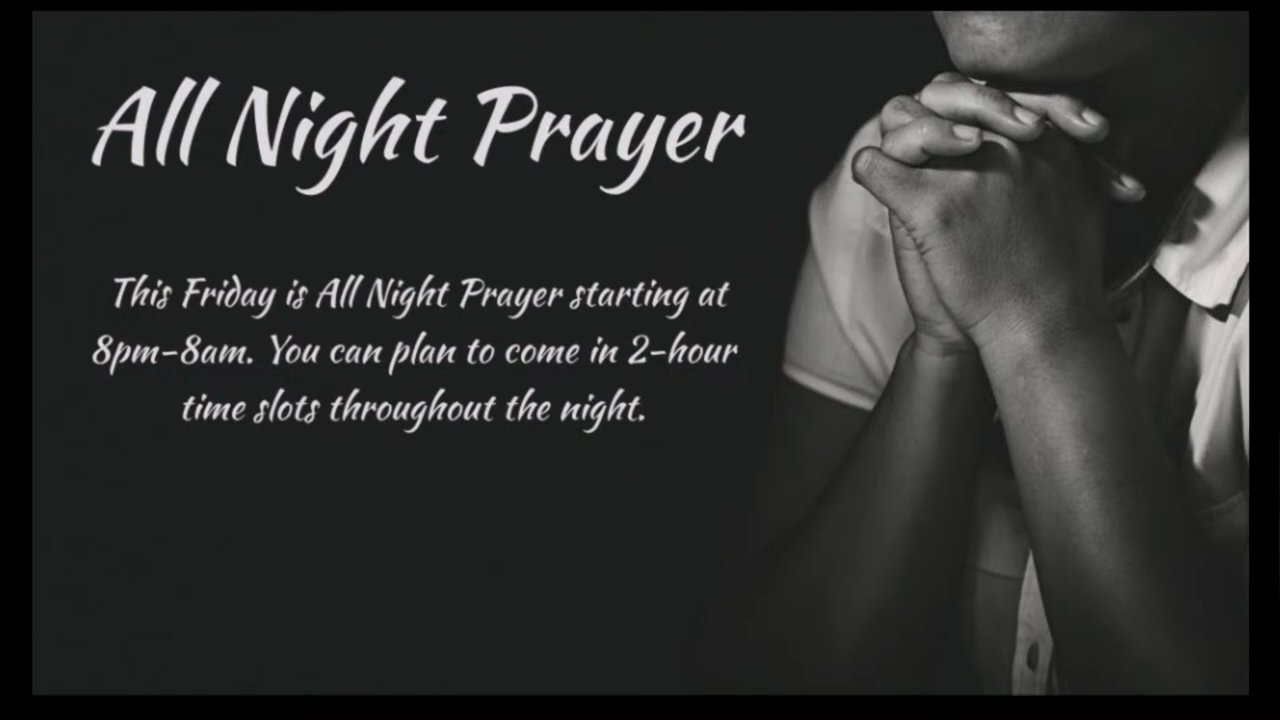 All Night Prayer
This Friday is All Night Prayer starting at
8pm-8am. You can plan to come in 2-hour
time slots throughout the night.